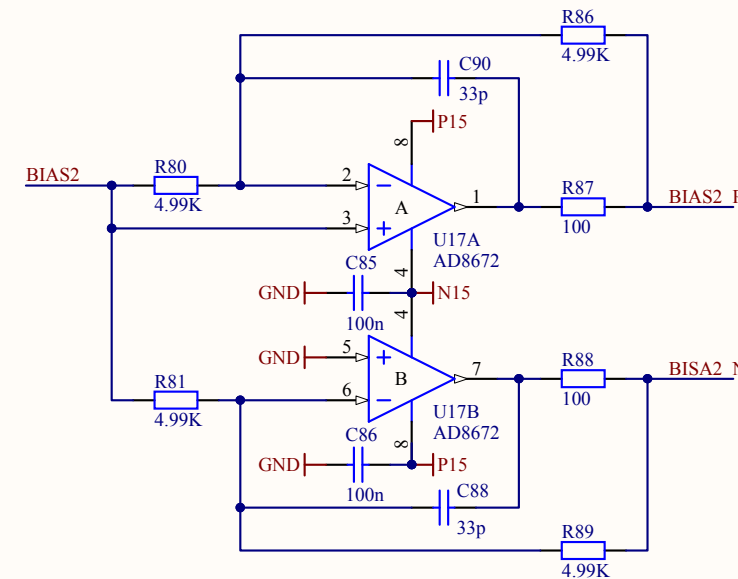 R86
4.99K
C90
33p
P15
8
BIAS2
R80
4.99K
2
3
A
1
R87
100
BIAS2_P
U17A
AD8672
C85
4
GND
N15
100n
4
GND
5
6
B
7
R88
100
BISA2_N
R81
4.99K
U17B
AD8672
C86
8
GND
P15
100n
C88
33p
R89
4.99K